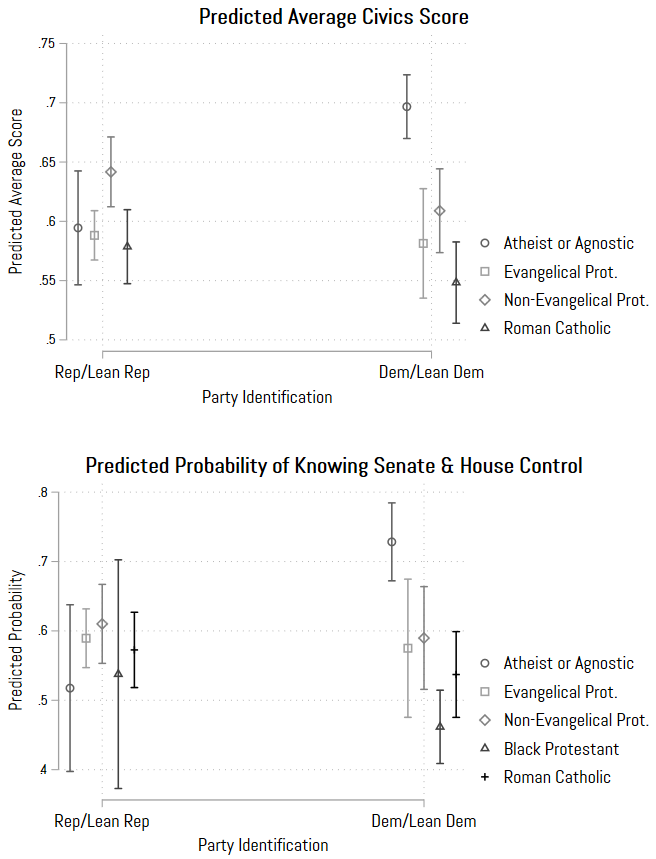 Predicted Average Civics Score
.75
.7
.65
.6
.55
.5
Predicted Average Score
Rep/Lean Rep
Dem/Lean Dem
Party Identification
Atheist or Agnostic
Evangelical Prot.
Non-Evangelical Prot.
Roman Catholic
Predicted Probability of Knowing Senate & House Control
.8
.7
.6
.5
.4
Predicted Probability
Rep/Lean Rep
Dem/Lean Dem
Party Identification
Atheist or Agnostic
Evangelical Prot.
Non-Evangelical Prot.
Black Protestant
Roman Catholic